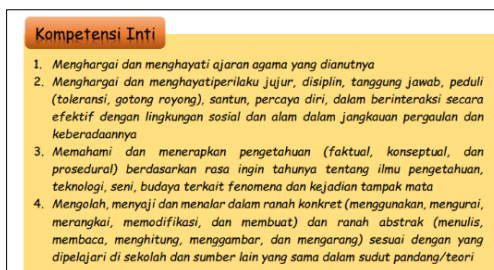 Kompetensi Inti
1. Menghargai dan menghayati ajaran agama yang dianutnya
2. Menghargai dan menghayatiperilaku jujur, disiplin, tanggung jawab, peduli
(toleransi, gotong royong), santun, percaya diri, dalam berinteraksi secara
efektif dengan lingkungan sosial dan alam dalam jangkauan pergaulan dan
keberadaannya
3. Memahami dan menerapkan pengetahuan (faktual, konseptual, dan
prosedural) berdasarkan rasa ingin tahunya tentang ilmu pengetahuan,
teknologi, seni, budaya terkait fenomena dan kejadian tampak mata
4. Mengolah, menyaji dan menalar dalam ranah konkret (menggunakan, mengurai,
merangkai, memodifikasi, dan membuat) dan ranah abstrak (menulis,
membaca, menghitung, menggambar, dan mengarang) sesuai dengan yang
dipelajari di sekolah dan sumber lain yang sama dalam sudut pandang/teori